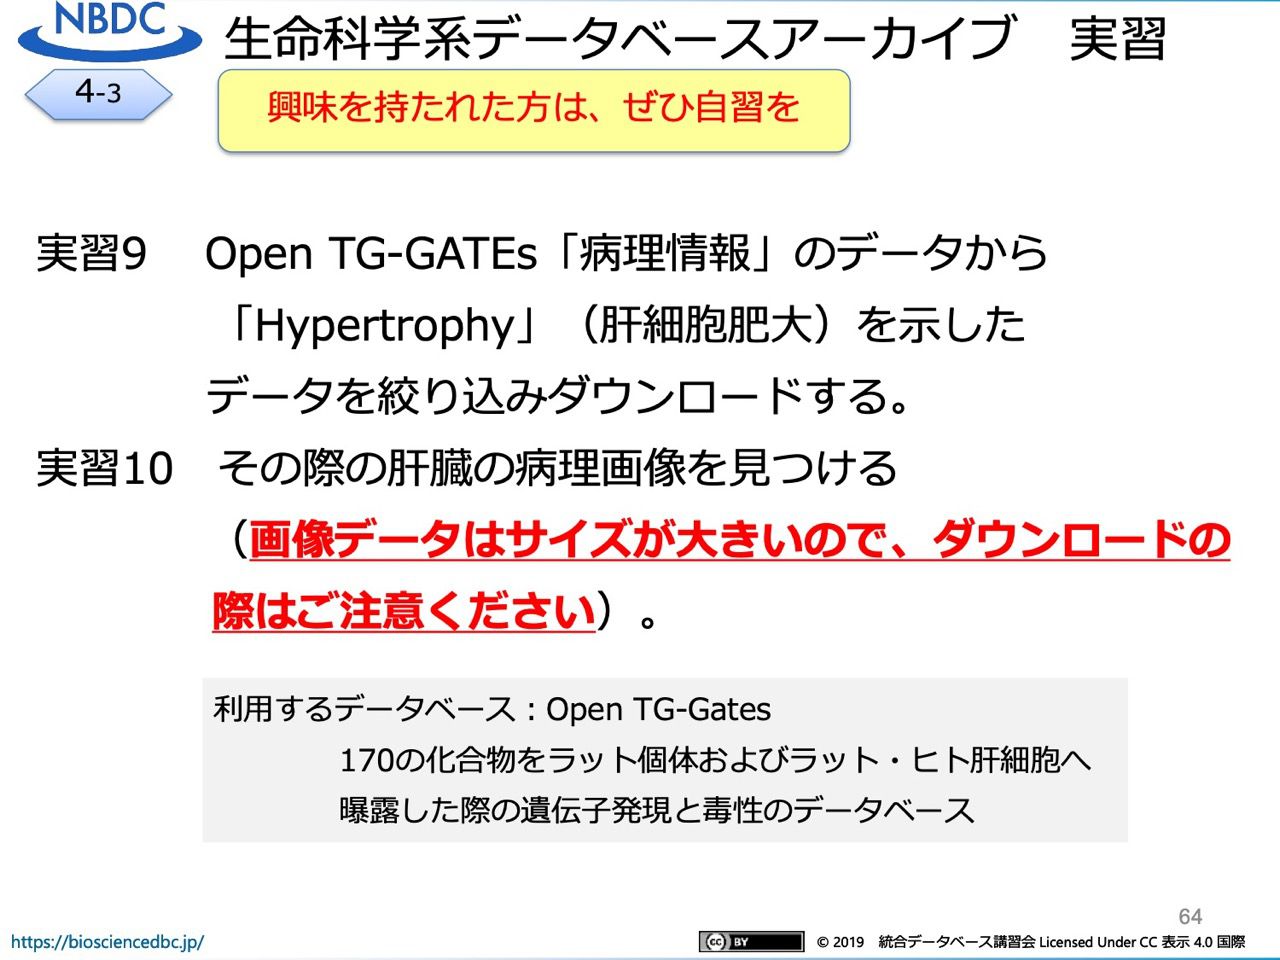 NBDC
生命科学系データベースアーカイブ　実習
4-3
興味を持たれた方は、ぜひ自習を
実習9　Open TG-GATEs「病理情報」のデータから
「Hypertrophy」（肝細胞肥大）を示した
データを絞り込みダウンロードする。
実習10　その際の肝臓の病理画像を見つける
（画像データはサイズが大きいので、ダウンロードの
際はご注意ください）。
利用するデータベース：Open TG-Gates
170の化合物をラット個体およびラット・ヒト肝細胞へ
曝露した際の遺伝子発現と毒性のデータベース
64
https://biosciencedbc.jp/
cc BY © 2019　統合データベース講習会 Licensed Under CC 表示 4.0 国際